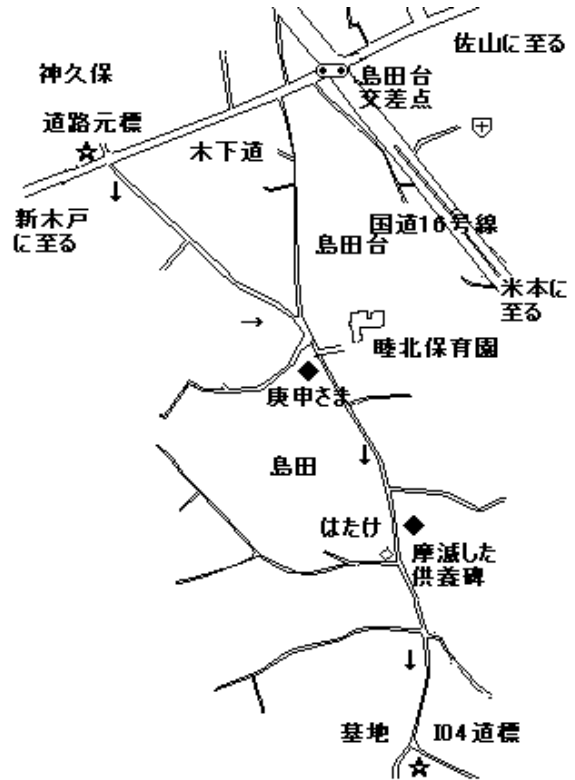 佐山に至る
神久保
島田台
交差点
道路元標
木下道
新木戸
に至る
国道16号線
島田台
米本に
至る
睦北保育園
庚申さま
島田
はたけ
摩滅した
供養碑
墓地
104道標